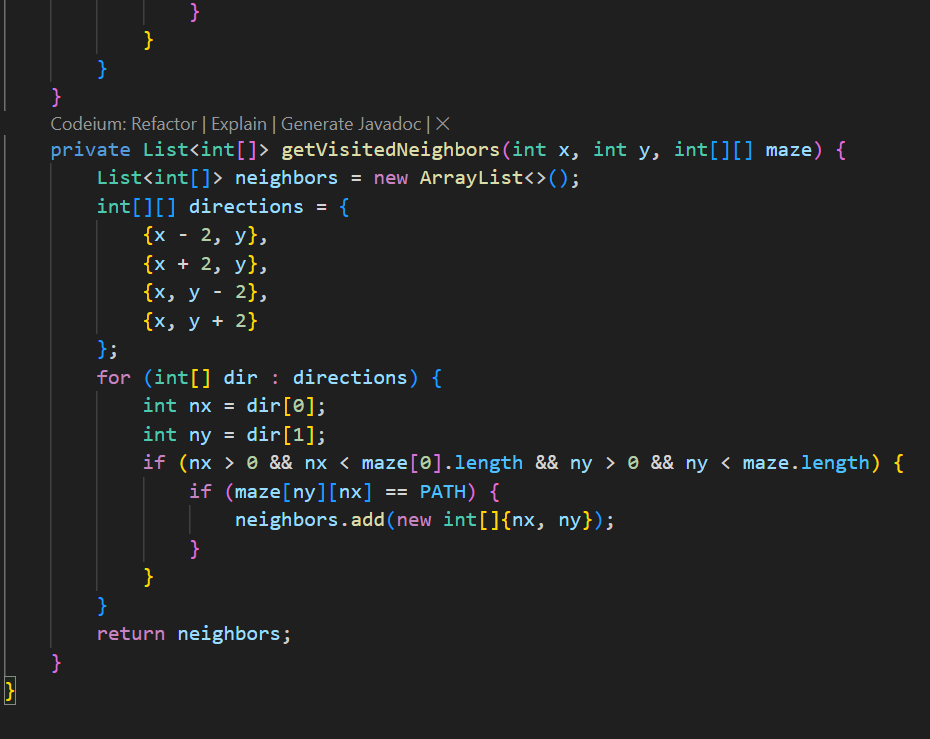 }
        }
    }
}
Codeium: Refactor | Explain | Generate Javadoc | ×
private List<int[]> getVisitedNeighbors(int x, int y, int[][] maze) {
    List<int[]> neighbors = new ArrayList<>();
    int[][] directions = {
        {x - 2, y},
        {x + 2, y},
        {x, y - 2},
        {x, y + 2}
    };
    for (int[] dir : directions) {
        int nx = dir[0];
        int ny = dir[1];
        if (nx > 0 && nx < maze[0].length && ny > 0 && ny < maze.length) {
            if (maze[ny][nx] == PATH) {
                neighbors.add(new int[]{nx, ny});
            }
        }
    }
    return neighbors;
}
}